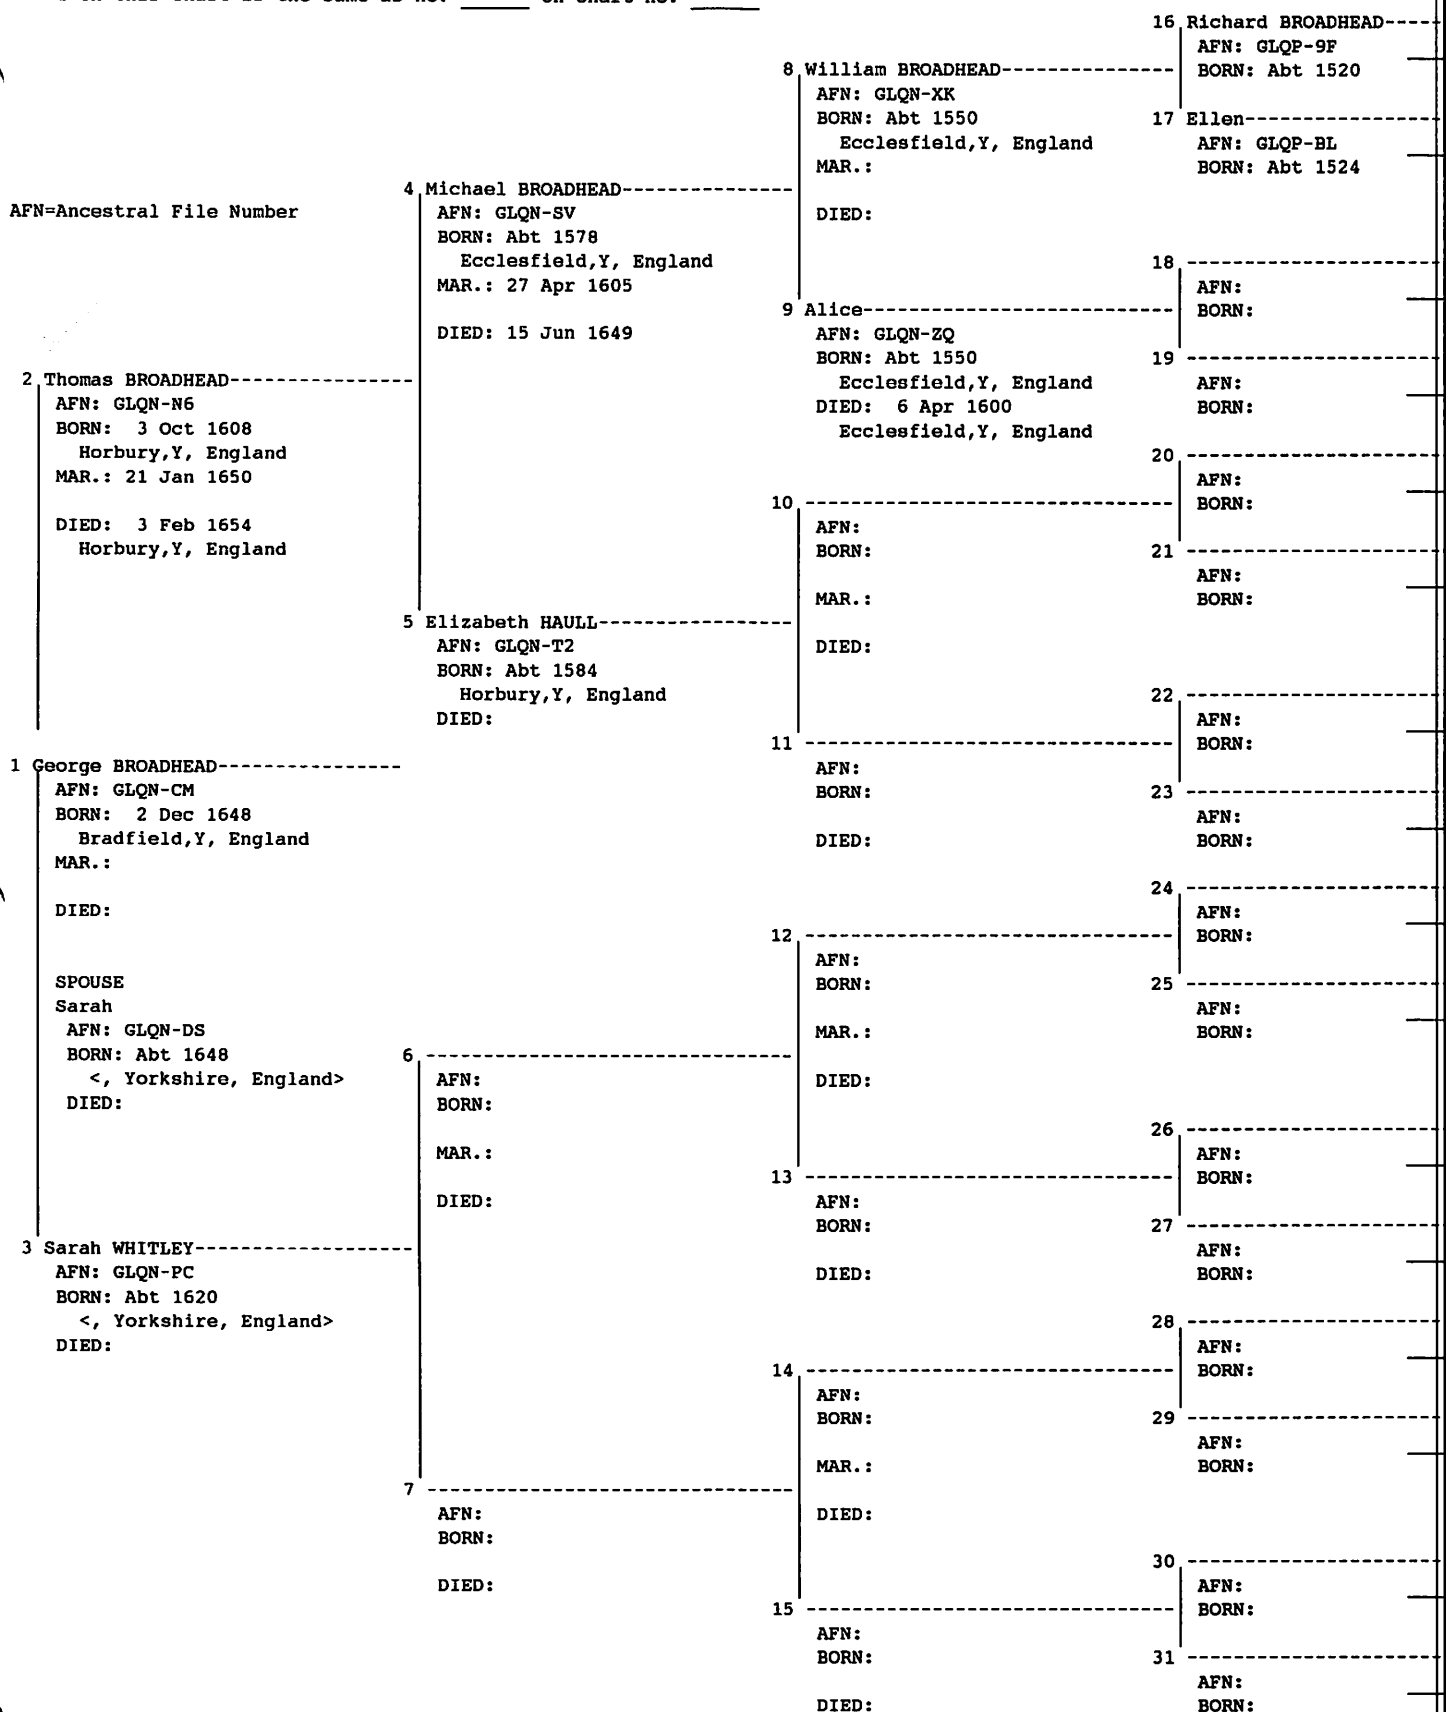 16 Richard BROADHEAD----
AFN: GLQP-9F
BORN: Abt 1520
8 William BROADHEAD---------------
AFN: GLQN-XK
BORN: Abt 1550
Ecclesfield,Y, England
MAR.:
DIED:
17 Ellen-----------------
AFN: GLQP-BL
BORN: Abt 1524
4 Michael BROADHEAD---------------
AFN: GLQN-SV
BORN: Abt 1578
Ecclesfield,Y, England
MAR.: 27 Apr 1605
DIED: 15 Jun 1649
AFN=Ancestral File Number
18 ----------------------
AFN:
BORN:
9 Alice---------------------------
AFN: GLQN-ZQ
BORN: Abt 1550
Ecclesfield,Y, England
DIED:  6 Apr 1600
Ecclesfield,Y, England
19 ----------------------
AFN:
BORN:
2 Thomas BROADHEAD----------------
AFN: GLQN-N6
BORN:  3 Oct 1608
Horbury,Y, England
MAR.: 21 Jan 1650
DIED:  3 Feb 1654
Horbury,Y, England
20 ----------------------
AFN:
BORN:
10 --------------------------------
AFN:
BORN:
MAR.:
DIED:
21 ----------------------
AFN:
BORN:
5 Elizabeth HAULL-----------------
AFN: GLQN-T2
BORN: Abt 1584
Horbury,Y, England
DIED:
22 ----------------------
AFN:
BORN:
11 --------------------------------
AFN:
BORN:
DIED:
23 ----------------------
AFN:
BORN:
1 George BROADHEAD----------------
AFN: GLQN-CM
BORN:  2 Dec 1648
Bradfield,Y, England
MAR.:
DIED:
SPOUSE
Sarah
AFN: GLQN-DS
BORN: Abt 1648
<, Yorkshire, England>
DIED:
24 ----------------------
AFN:
BORN:
12 --------------------------------
AFN:
BORN:
MAR.:
DIED:
25 ----------------------
AFN:
BORN:
6 --------------------------------
AFN:
BORN:
MAR.:
DIED:
26 ----------------------
AFN:
BORN:
13 --------------------------------
AFN:
BORN:
DIED:
27 ----------------------
AFN:
BORN:
3 Sarah WHITLEY-------------------
AFN: GLQN-PC
BORN: Abt 1620
<, Yorkshire, England>
DIED:
28 ----------------------
AFN:
BORN:
14 --------------------------------
AFN:
BORN:
MAR.:
DIED:
29 ----------------------
AFN:
BORN:
7 --------------------------------
AFN:
BORN:
DIED:
30 ----------------------
AFN:
BORN:
15 --------------------------------
AFN:
BORN:
DIED:
31 ----------------------
AFN:
BORN: